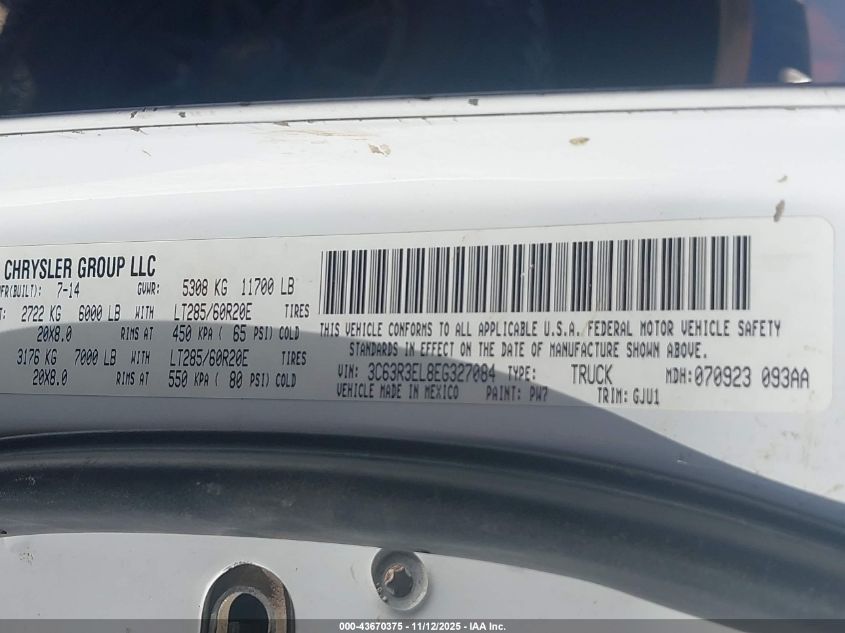 CHRYSLER GROUP LLC
MFR(BUILT): 7-14 GVWR: 5308 KG 11700 LB
2722 KG 6000 LB WITH LT285/60R20E TIRES
20X8.0 RIMS AT 450 KPA ( 65 PSI) COLD
3176 KG 7000 LB WITH LT285/60R20E TIRES
20X8.0 RIMS AT 550 KPA ( 80 PSI) COLD
THIS VEHICLE CONFORMS TO ALL APPLICABLE U.S.A. FEDERAL MOTOR VEHICLE SAFETY
STANDARDS IN EFFECT ON THE DATE OF MANUFACTURE SHOWN ABOVE.
VIN: 3C63R3EL8EG327084 TYPE: TRUCK MDH:070923 093AA
VEHICLE MADE IN MEXICO PAINT: PW7 TRIM: GJU1
000-43670375 - 11/12/2025 - IAA Inc.